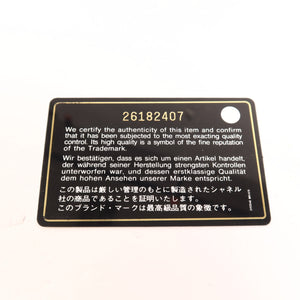 26182407
We certify the authenticity of this item and confirm
that it has been subjected to the most exacting quality
control. Its high quality is a symbol of the fine reputation
of the Trademark.
Wir bestätigen, dass es sich um einen Artikel handelt,
der während seiner Herstellung strengsten Kontrollen
unterworfen war, und dessen erstklassige Qualität
dem hohen Ansehen unserer Marke entspricht.
この製品は厳しい管理のもとに製造されたシャネル
社の商品であることを証明いたします。
このブランド・マークは最高級品質の象徴です。